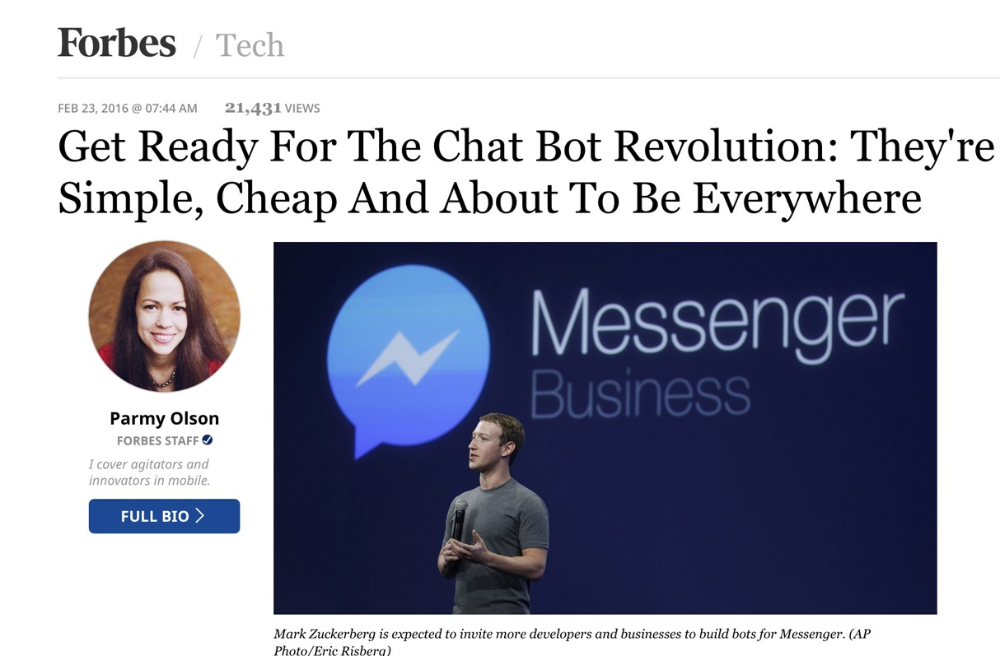 Forbes / Tech
FEB 23, 2016 @ 07:44 AM 21,431 VIEWS
Get Ready For The Chat Bot Revolution: They're
Simple, Cheap And About To Be Everywhere
Parmy Olson
FORBES STAFF
I cover agitators and
innovators in mobile.
FULL BIO
Messenger
Business
Mark Zuckerberg is expected to invite more developers and businesses to build bots for Messenger. (AP
Photo/Eric Risberg)